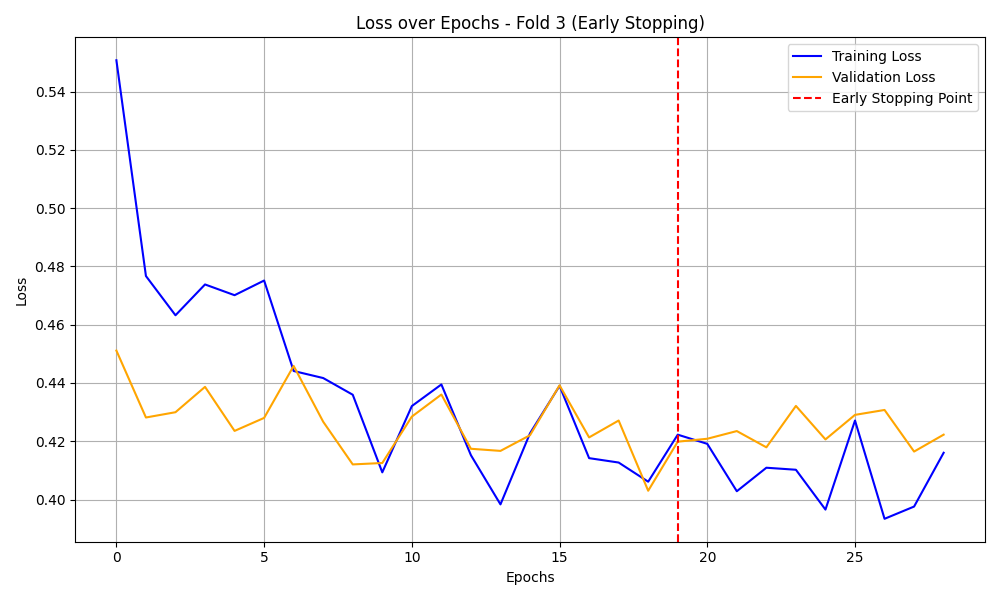 Loss over Epochs - Fold 3 (Early Stopping)
Training Loss
Validation Loss
Early Stopping Point
Loss
0.54
0.52
0.50
0.48
0.46
0.44
0.42
0.40
0 5 10 15 20 25
Epochs